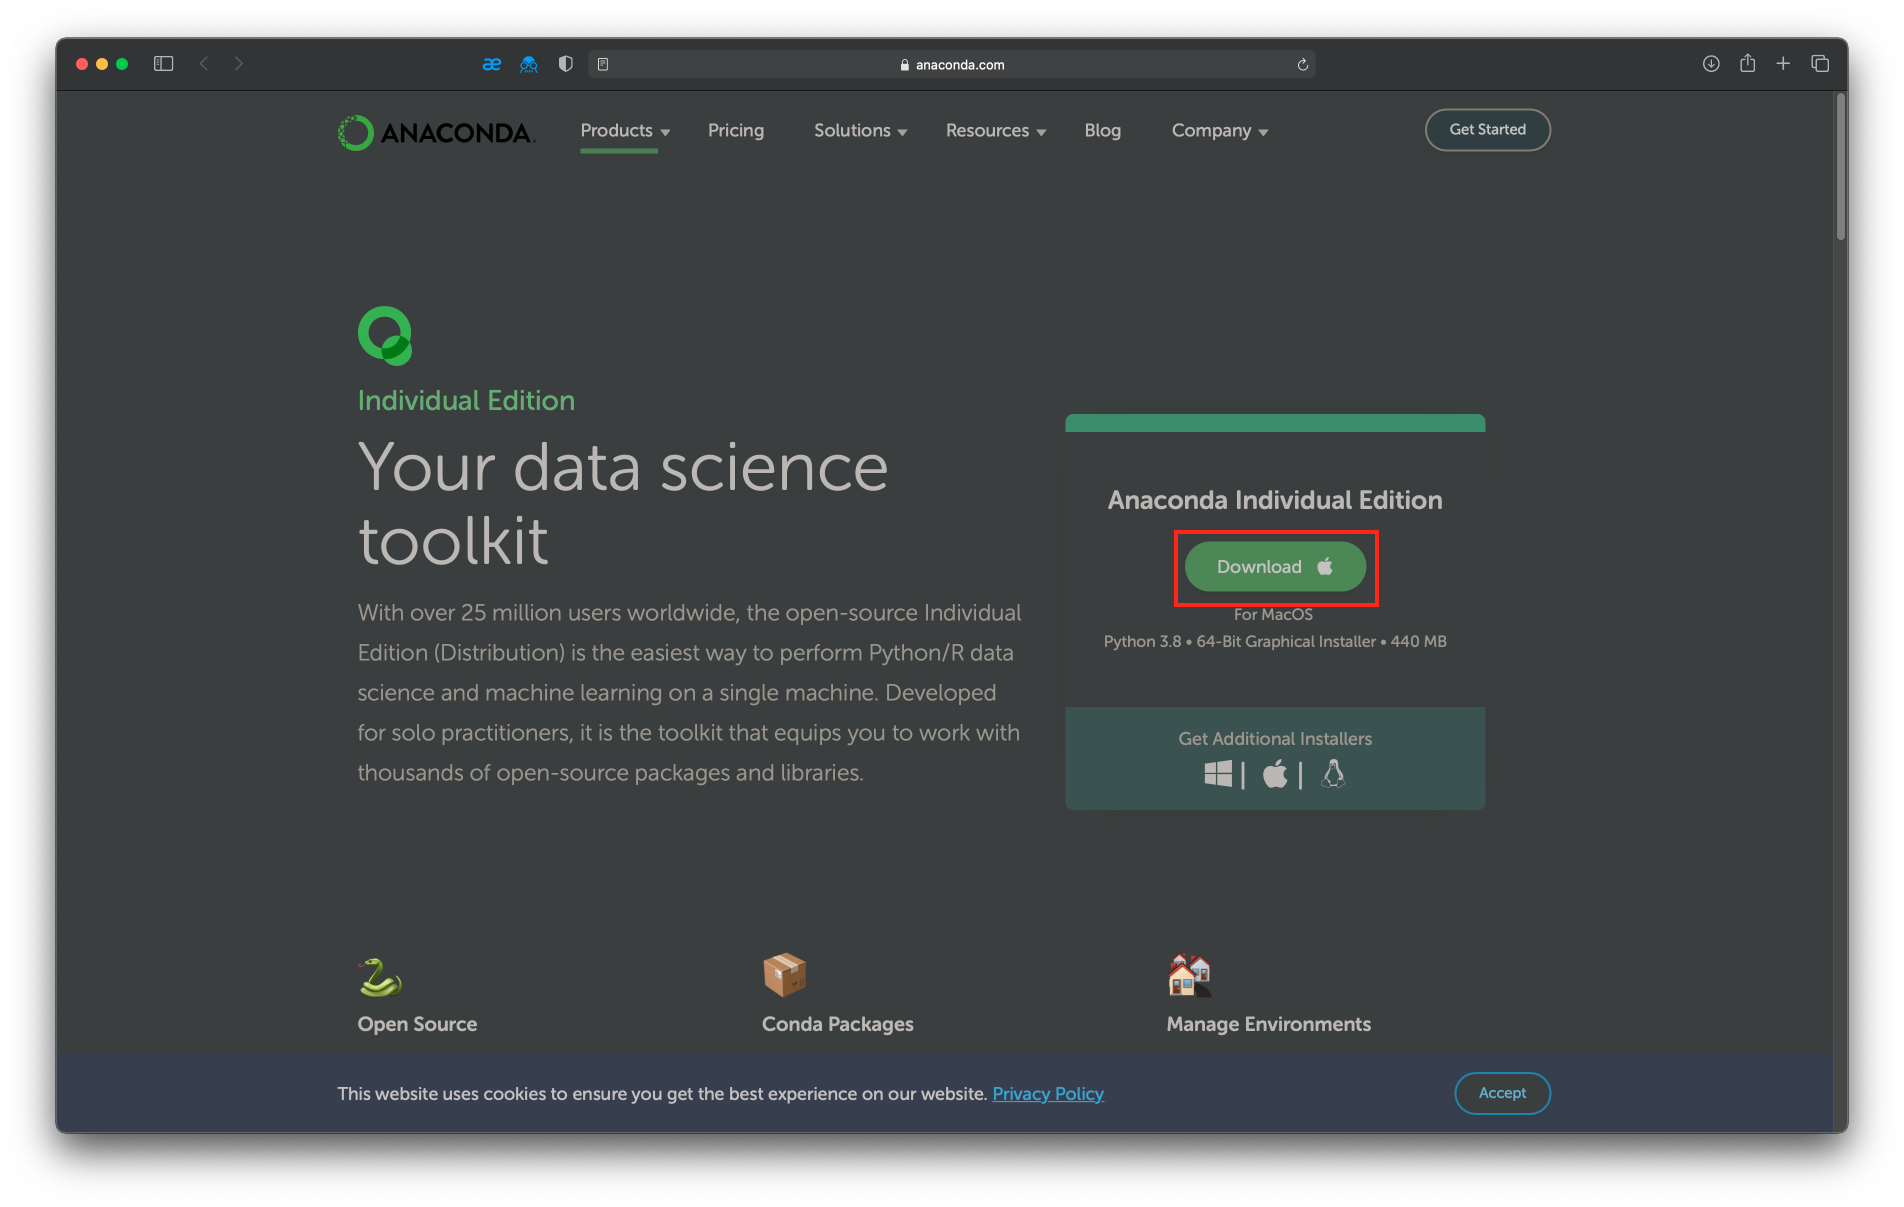 anaconda.com
ANACONDA.
Products
Pricing
Solutions
Resources
Blog
Company
Get Started
Individual Edition
Your data science
toolkit
With over 25 million users worldwide, the open-source Individual
Edition (Distribution) is the easiest way to perform Python/R data
science and machine learning on a single machine. Developed
for solo practitioners, it is the toolkit that equips you to work with
thousands of open-source packages and libraries.
Anaconda Individual Edition
Download
For MacOS
Python 3.8 • 64-Bit Graphical Installer • 440 MB
Get Additional Installers
Open Source
Conda Packages
Manage Environments
This website uses cookies to ensure you get the best experience on our website. Privacy Policy
Accept